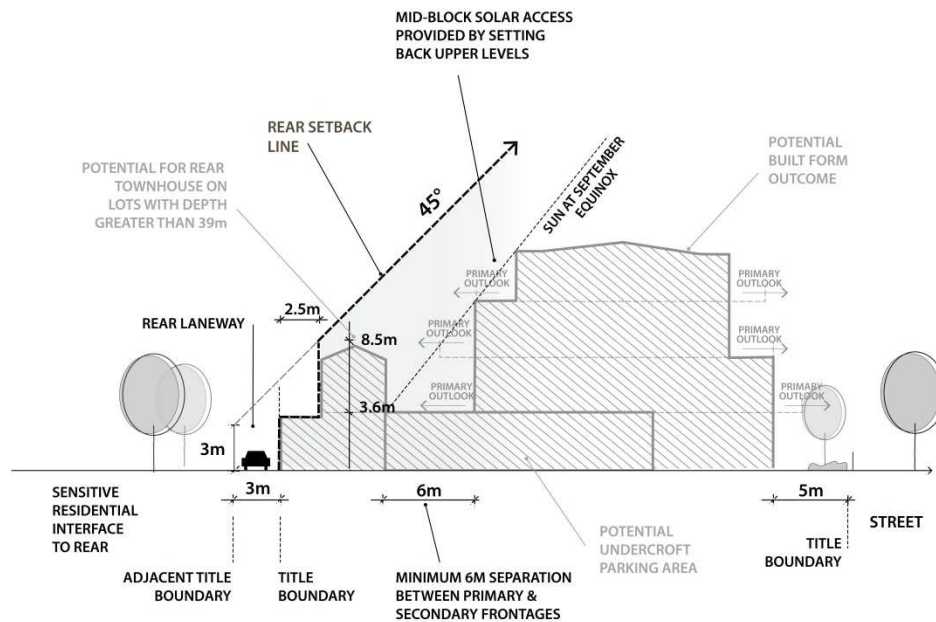 MID-BLOCK SOLAR ACCESS
PROVIDED BY SETTING
BACK UPPER LEVELS
REAR SETBACK
LINE
POTENTIAL FOR REAR
TOWNHOUSE ON
LOTS WITH DEPTH
GREATER THAN 39m
45°
SUN AT SEPTEMBER
EQUINOX
POTENTIAL
BUILT FORM
OUTCOME
PRIMARY
OUTLOOK
PRIMARY
OUTLOOK
2.5m
REAR LANEWAY
8.5m
PRIMARY
OUTLOOK
PRIMARY
OUTLOOK
3.6m
PRIMARY
OUTLOOK
PRIMARY
OUTLOOK
3m
3m
6m
5m
SENSITIVE
RESIDENTIAL
INTERFACE
TO REAR
STREET
POTENTIAL
UNDERCROFT
PARKING AREA
TITLE
BOUNDARY
ADJACENT TITLE
BOUNDARY
TITLE
BOUNDARY
MINIMUM 6M SEPARATION
BETWEEN PRIMARY &
SECONDARY FRONTAGES